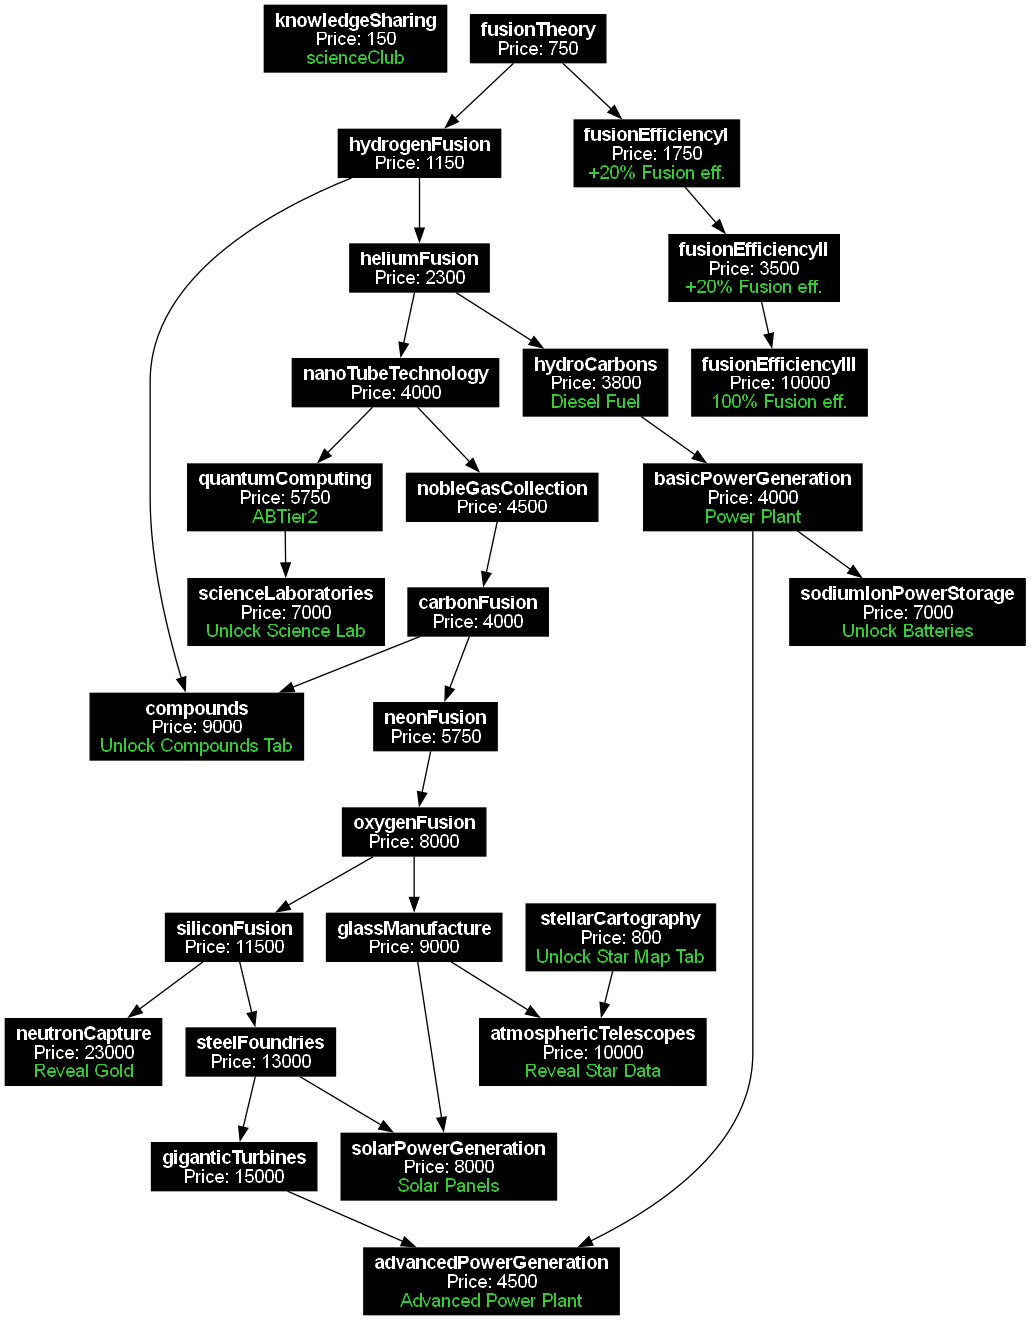 knowledgeSharing
Price: 150
scienceClub
fusionTheory
Price: 750
hydrogenFusion
Price: 1150
fusionEfficiencyI
Price: 1750
+20% Fusion eff.
heliumFusion
Price: 2300
fusionEfficiencyII
Price: 3500
+20% Fusion eff.
nanoTubeTechnology
Price: 4000
hydroCarbons
Price: 3800
Diesel Fuel
fusionEfficiencyIII
Price: 10000
100% Fusion eff.
quantumComputing
Price: 5750
ABTier2
nobleGasCollection
Price: 4500
basicPowerGeneration
Price: 4000
Power Plant
scienceLaboratories
Price: 7000
Unlock Science Lab
carbonFusion
Price: 4000
sodiumIonPowerStorage
Price: 7000
Unlock Batteries
compounds
Price: 9000
Unlock Compounds Tab
neonFusion
Price: 5750
oxygenFusion
Price: 8000
siliconFusion
Price: 11500
glassManufacture
Price: 9000
stellarCartography
Price: 800
Unlock Star Map Tab
neutronCapture
Price: 23000
Reveal Gold
steelFoundries
Price: 13000
atmosphericTelescopes
Price: 10000
Reveal Star Data
giganticTurbines
Price: 15000
solarPowerGeneration
Price: 8000
Solar Panels
advancedPowerGeneration
Price: 4500
Advanced Power Plant